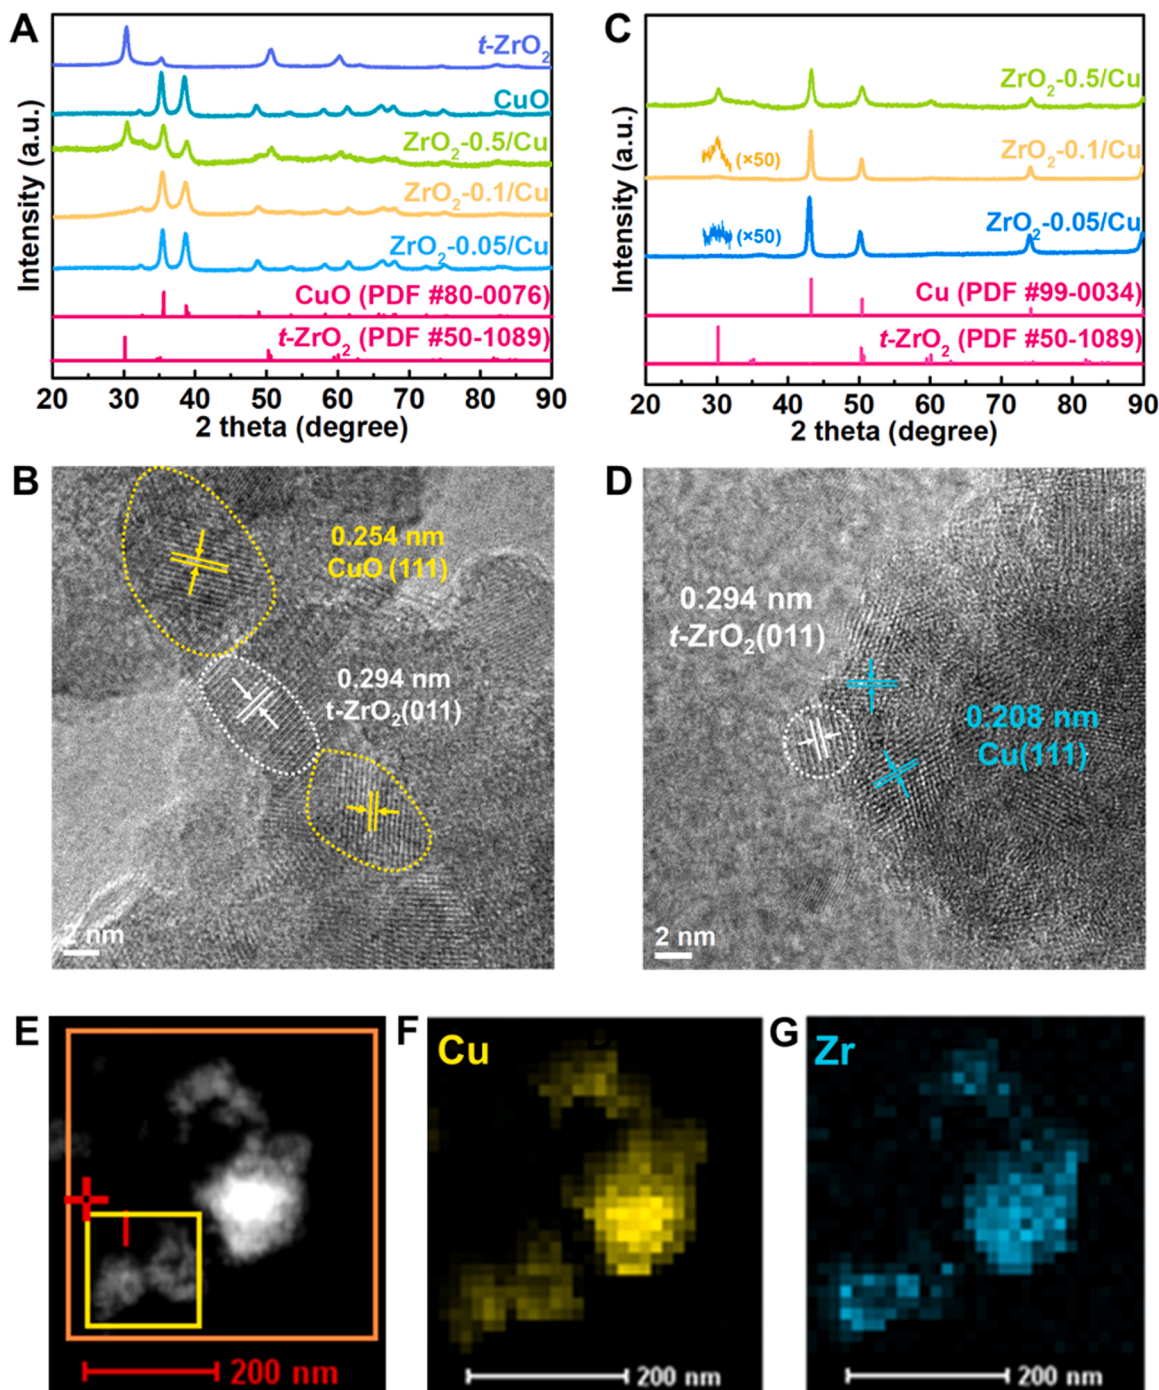 A
t-ZrO2
CuO
ZrO2-0.5/Cu
ZrO2-0.1/Cu
ZrO2-0.05/Cu
CuO (PDF #80-0076)
t-ZrO2 (PDF #50-1089)
Intensity (a.u.)
20 30 40 50 60 70 80 90
2 theta (degree)
C
ZrO2-0.5/Cu
(×50)
ZrO2-0.1/Cu
(×50)
ZrO2-0.05/Cu
Cu (PDF #99-0034)
t-ZrO2 (PDF #50-1089)
Intensity (a.u.)
20 30 40 50 60 70 80 90
2 theta (degree)
B
0.254 nm
CuO (111)
0.294 nm
t-ZrO2(011)
2 nm
D
0.294 nm
t-ZrO2(011)
0.208 nm
Cu(111)
2 nm
E
200 nm
F
Cu
200 nm
G
Zr
200 nm